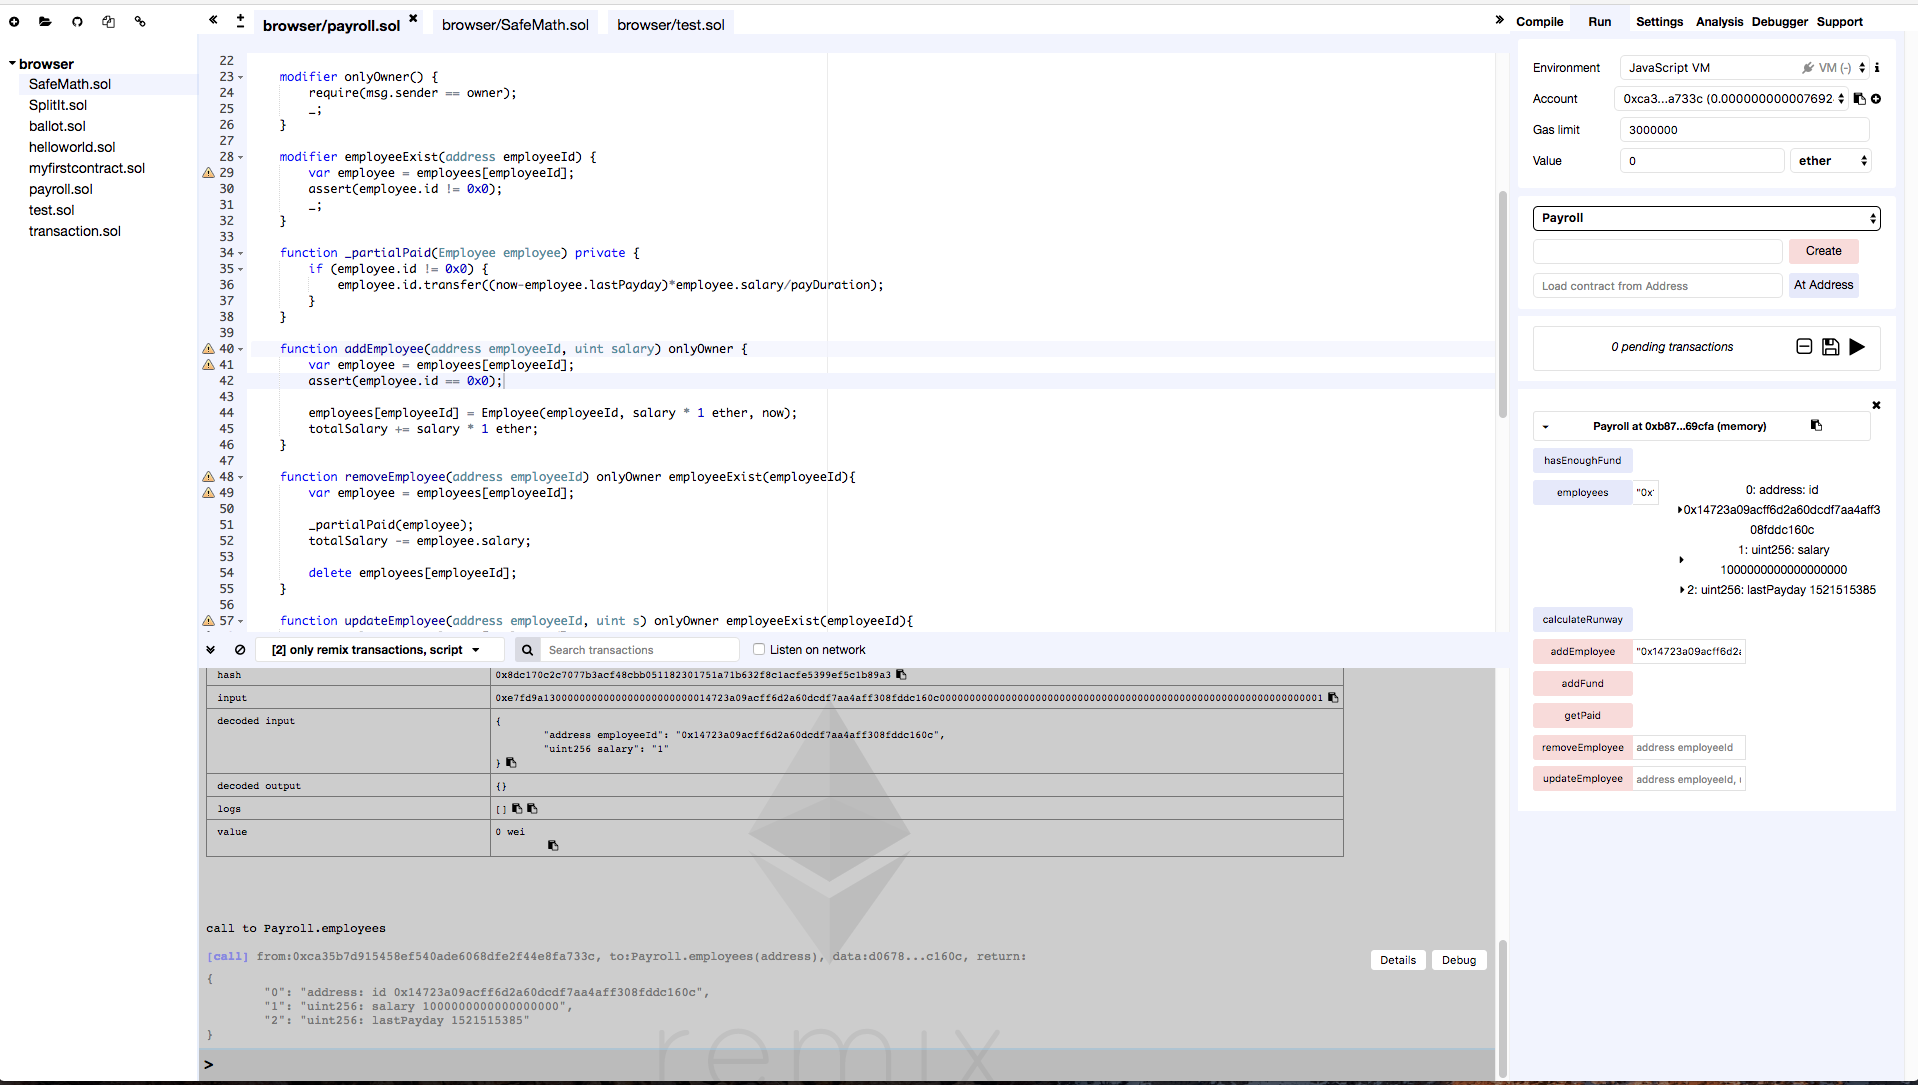 browser/payroll.sol
browser/SafeMath.sol
browser/test.sol
Compile
Run
Settings
Analysis
Debugger
Support
browser
SafeMath.sol
SplitIt.sol
ballot.sol
helloworld.sol
myfirstcontract.sol
payroll.sol
test.sol
transaction.sol
22
23 modifier onlyOwner() {
24 require(msg.sender == owner);
25 _;
26 }
27
28 modifier employeeExist(address employeeId) {
29 var employee = employees[employeeId];
30 assert(employee.id != 0x0);
31 _;
32 }
33
34 function _partialPaid(Employee employee) private {
35 if (employee.id != 0x0) {
36 employee.id.transfer((now-employee.lastPayday)*employee.salary/payDuration);
37 }
38 }
39
40 function addEmployee(address employeeId, uint salary) onlyOwner {
41 var employee = employees[employeeId];
42 assert(employee.id == 0x0);
43
44 employees[employeeId] = Employee(employeeId, salary * 1 ether, now);
45 totalSalary += salary * 1 ether;
46 }
47
48 function removeEmployee(address employeeId) onlyOwner employeeExist(employeeId){
49 var employee = employees[employeeId];
50
51 _partialPaid(employee);
52 totalSalary -= employee.salary;
53
54 delete employees[employeeId];
55 }
56
57 function updateEmployee(address employeeId, uint s) onlyOwner employeeExist(employeeId){
[2] only remix transactions, script
Search transactions
Listen on network
hash 0x8dc170c2c7077b3acf48cbb051182301751a71b632f8c1acfe5399ef5c1b89a3
input
decoded input {
"address employeeId": "0x14723a09acff6d2a60dcdf7aa4aff308fddc160c",
"uint256 salary": "1"
}
decoded output {}
logs []
value 0 wei
call to Payroll.employees
[call] from:0xca35b7d915458ef540ade6068dfe2f44e8fa733c, to:Payroll.employees(address), data:d0678...c160c, return:
Details
Debug
{
"0": "address: id 0x14723a09acff6d2a60dcdf7aa4aff308fddc160c",
"1": "uint256: salary 1000000000000000000",
"2": "uint256: lastPayday 1521515385"
}
remix
>
Environment JavaScript VM VM (-)
Account 0xca3...a733c (0.000000000007692
Gas limit 3000000
Value 0 ether
Payroll
Create
Load contract from Address At Address
0 pending transactions
Payroll at 0xb87...69cfa (memory)
hasEnoughFund
employees "0x'
0: address: id
0x14723a09acff6d2a60dcdf7aa4aff3
08fddc160c
1: uint256: salary
1000000000000000000
2: uint256: lastPayday 1521515385
calculateRunway
addEmployee "0x14723a09acff6d2a
addFund
getPaid
removeEmployee address employeeId
updateEmployee address employeeId,